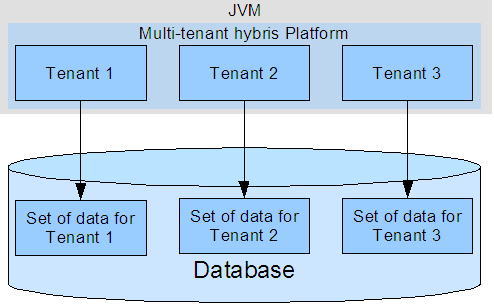 JVM
Multi-tenant hybris Platform
Tenant 1
Tenant 2
Tenant 3
Set of data for
Tenant 1
Set of data for
Tenant 2
Set of data for
Tenant 3
Database